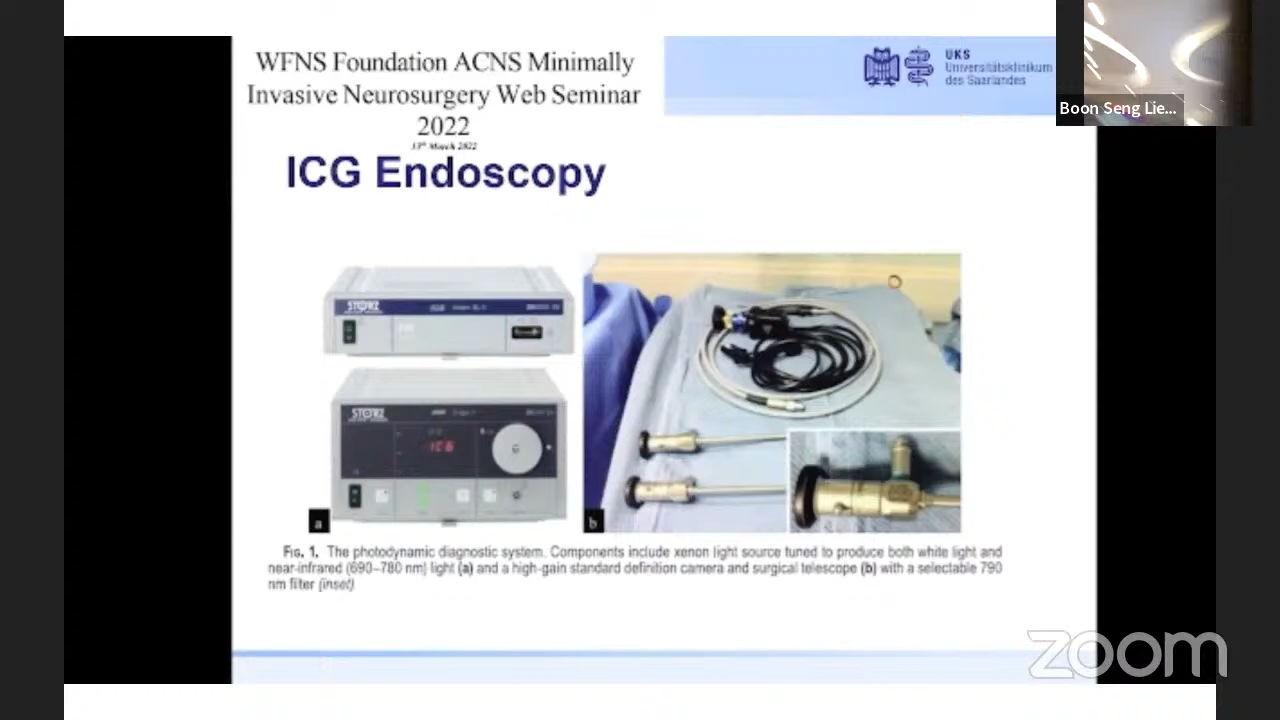 WFNS Foundation ACNS Minimally
Invasive Neurosurgery Web Seminar
2022
13th March 2022
ICG Endoscopy
UKS
Universitätsklinikum
des Saarlandes
Boon Seng Lie...
STORZ
STORZ
ICG
a
b
FIG. 1. The photodynamic diagnostic system. Components include xenon light source tuned to produce both white light and
near-infrared (690–780 nm) light (a) and a high-gain standard definition camera and surgical telescope (b) with a selectable 790
nm filter (inset)
zoom